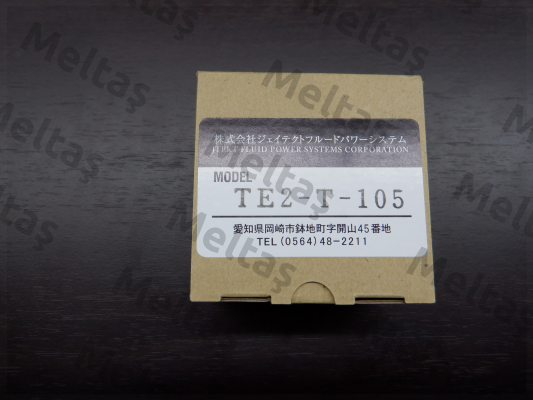 株式会社ジェイテクトフルードパワーシステム
JTEKT FLUID POWER SYSTEMS CORPORATION
MODEL
TE2-T-105
愛知県岡崎市鉢地町字開山45番地
TEL(0564)48-2211
Meltaş
Meltaş
Meltaş
Meltaş
Meltaş
Meltaş
Meltaş